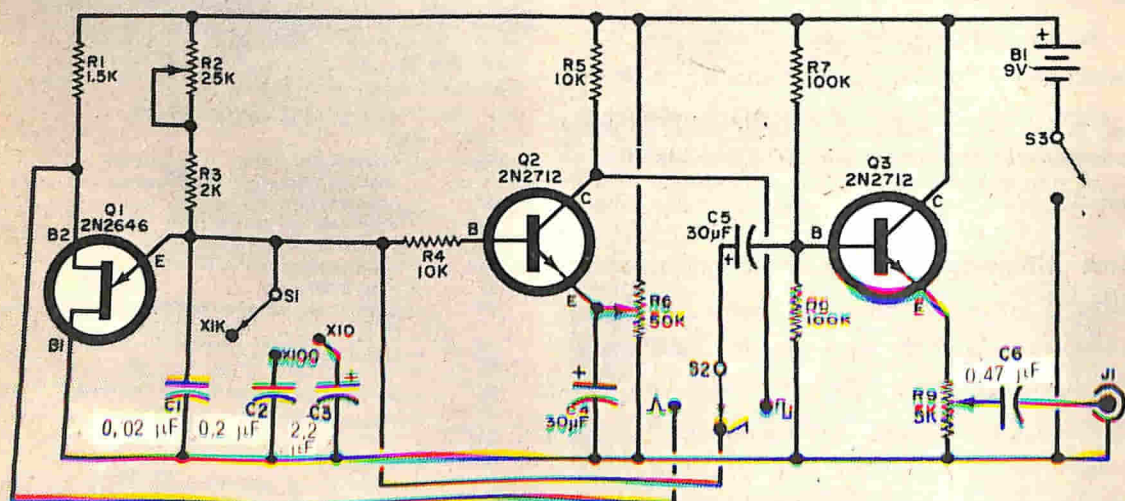 R1
1.5K
R2
25K
R3
2K
Q1
2N2646
B2
E
B1
S1
X1K
X100
X10
C1
0,02 µF
C2
0,2 µF
+
C3
2,2
µF
R4
10K
R5
10K
Q2
2N2712
B
C
E
R6
50K
+
C4
30µF
C5
30µF
+
S2
R7
100K
R8
100K
Q3
2N2712
B
C
E
R9
5K
C6
0.47 µF
J1
+
B1
9V
S3